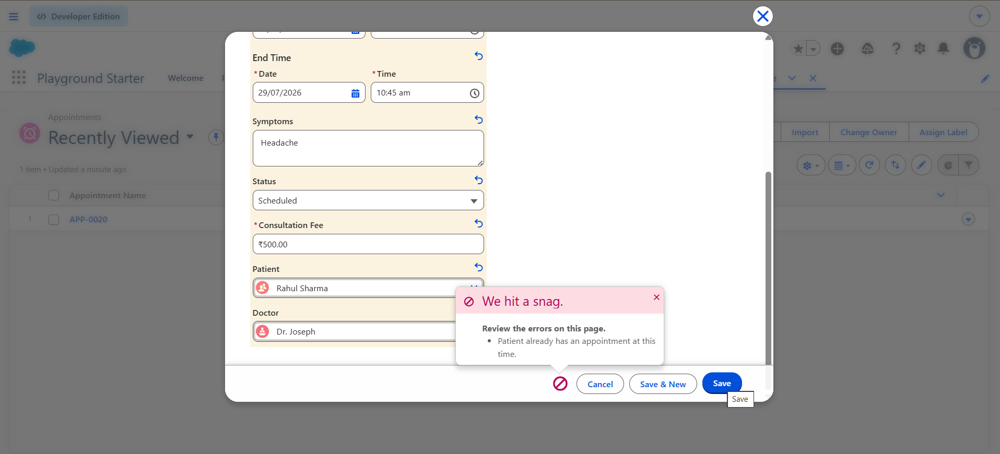 Developer Edition
Playground Starter
Welcome
Appointments
Recently Viewed
1 item • Updated a minute ago
Import
Change Owner
Assign Label
Appointment Name
1
APP-0020
End Time
*Date
*Time
29/07/2026
10:45 am
Symptoms
Headache
Status
Scheduled
*Consultation Fee
₹500.00
Patient
Rahul Sharma
Doctor
Dr. Joseph
We hit a snag.
Review the errors on this page.
• Patient already has an appointment at this
time.
Cancel
Save & New
Save
Save